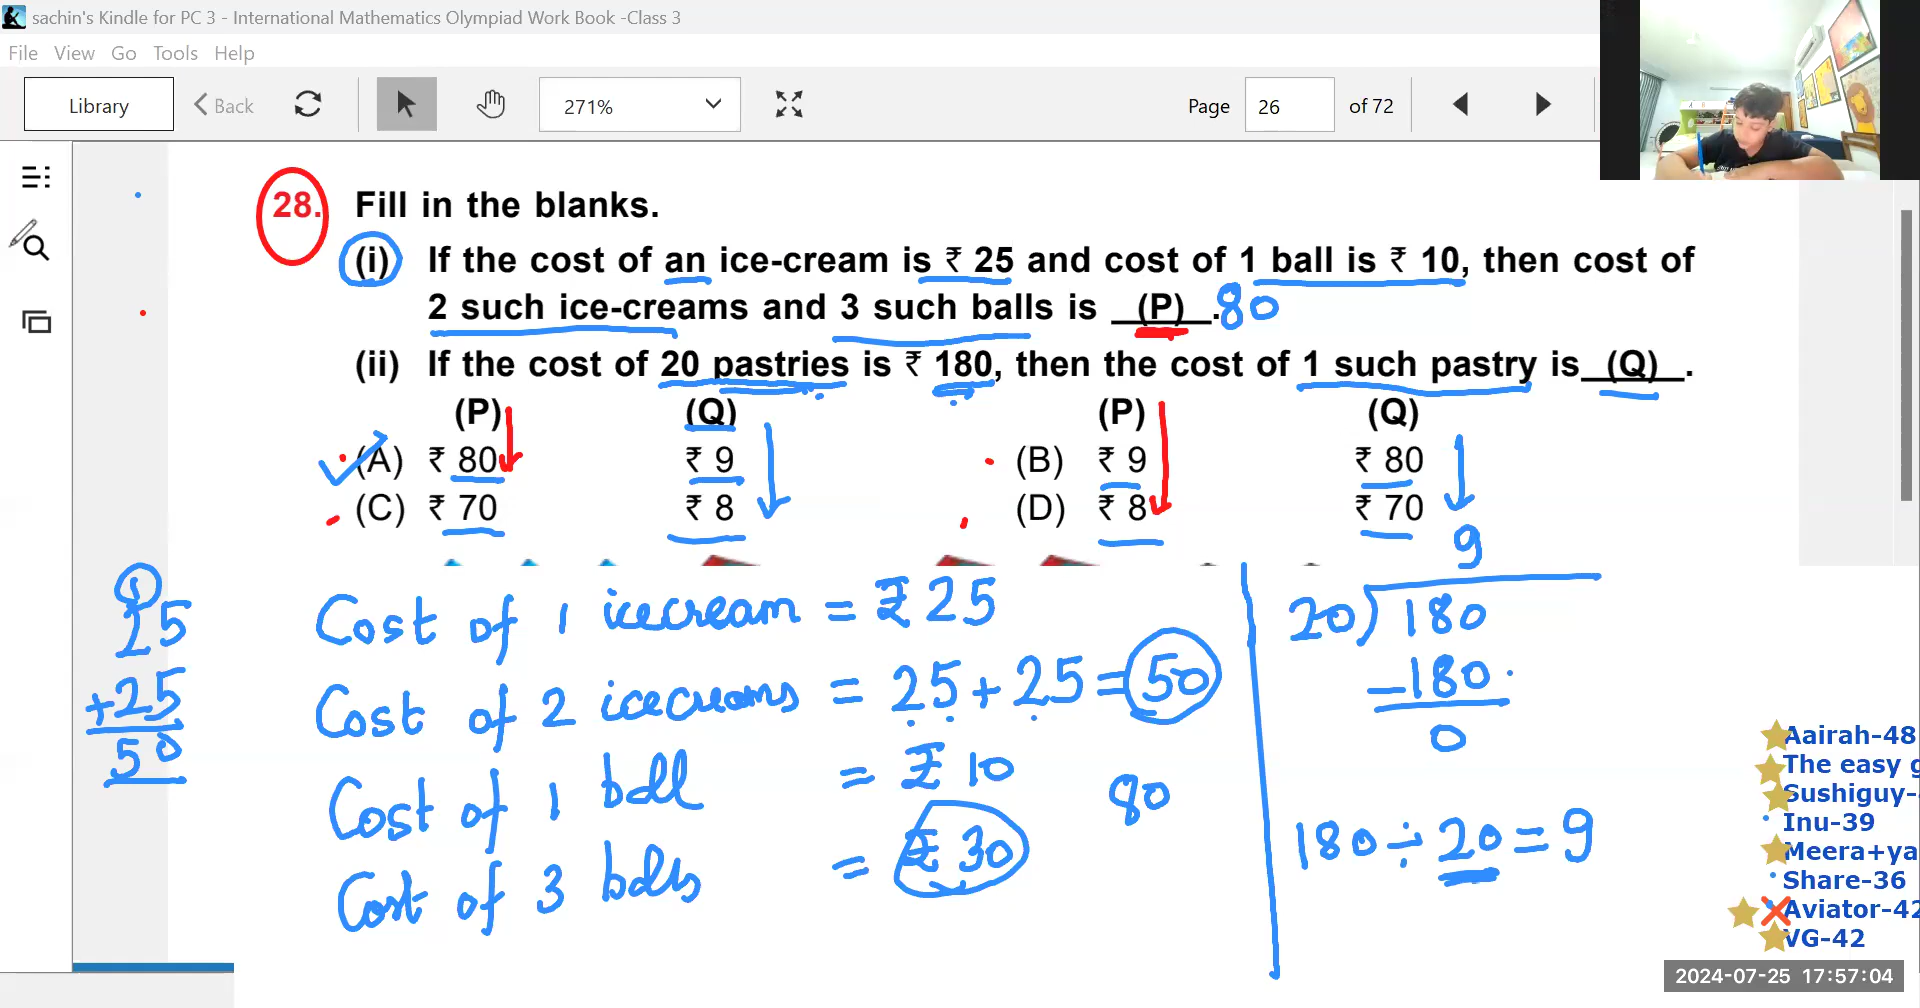 sachin's Kindle for PC 3 - International Mathematics Olympiad Work Book -Class 3
File View Go Tools Help
Library Back 271% Page 26 of 72
28. Fill in the blanks.
(i) If the cost of an ice-cream is ₹ 25 and cost of 1 ball is ₹ 10, then cost of
2 such ice-creams and 3 such balls is (P). 80
(ii) If the cost of 20 pastries is ₹ 180, then the cost of 1 such pastry is (Q).
(P) (Q) (P) (Q)
(A) ₹ 80 ₹ 9 (B) ₹ 9 ₹ 80
(C) ₹ 70 ₹ 8 (D) ₹ 8 ₹ 70
1
25
+25
50
Cost of 1 icecream = ₹ 25
Cost of 2 icecreams = 25 + 25 = 50
Cost of 1 ball = ₹ 10
80
Cost of 3 balls = ₹ 30
9
20) 180
-180
0
180 ÷ 20 = 9
Aairah-48
The easy g
Sushiguy-
Inu-39
Meera+ya
Share-36
Aviator-42
VG-42
2024-07-25 17:57:04